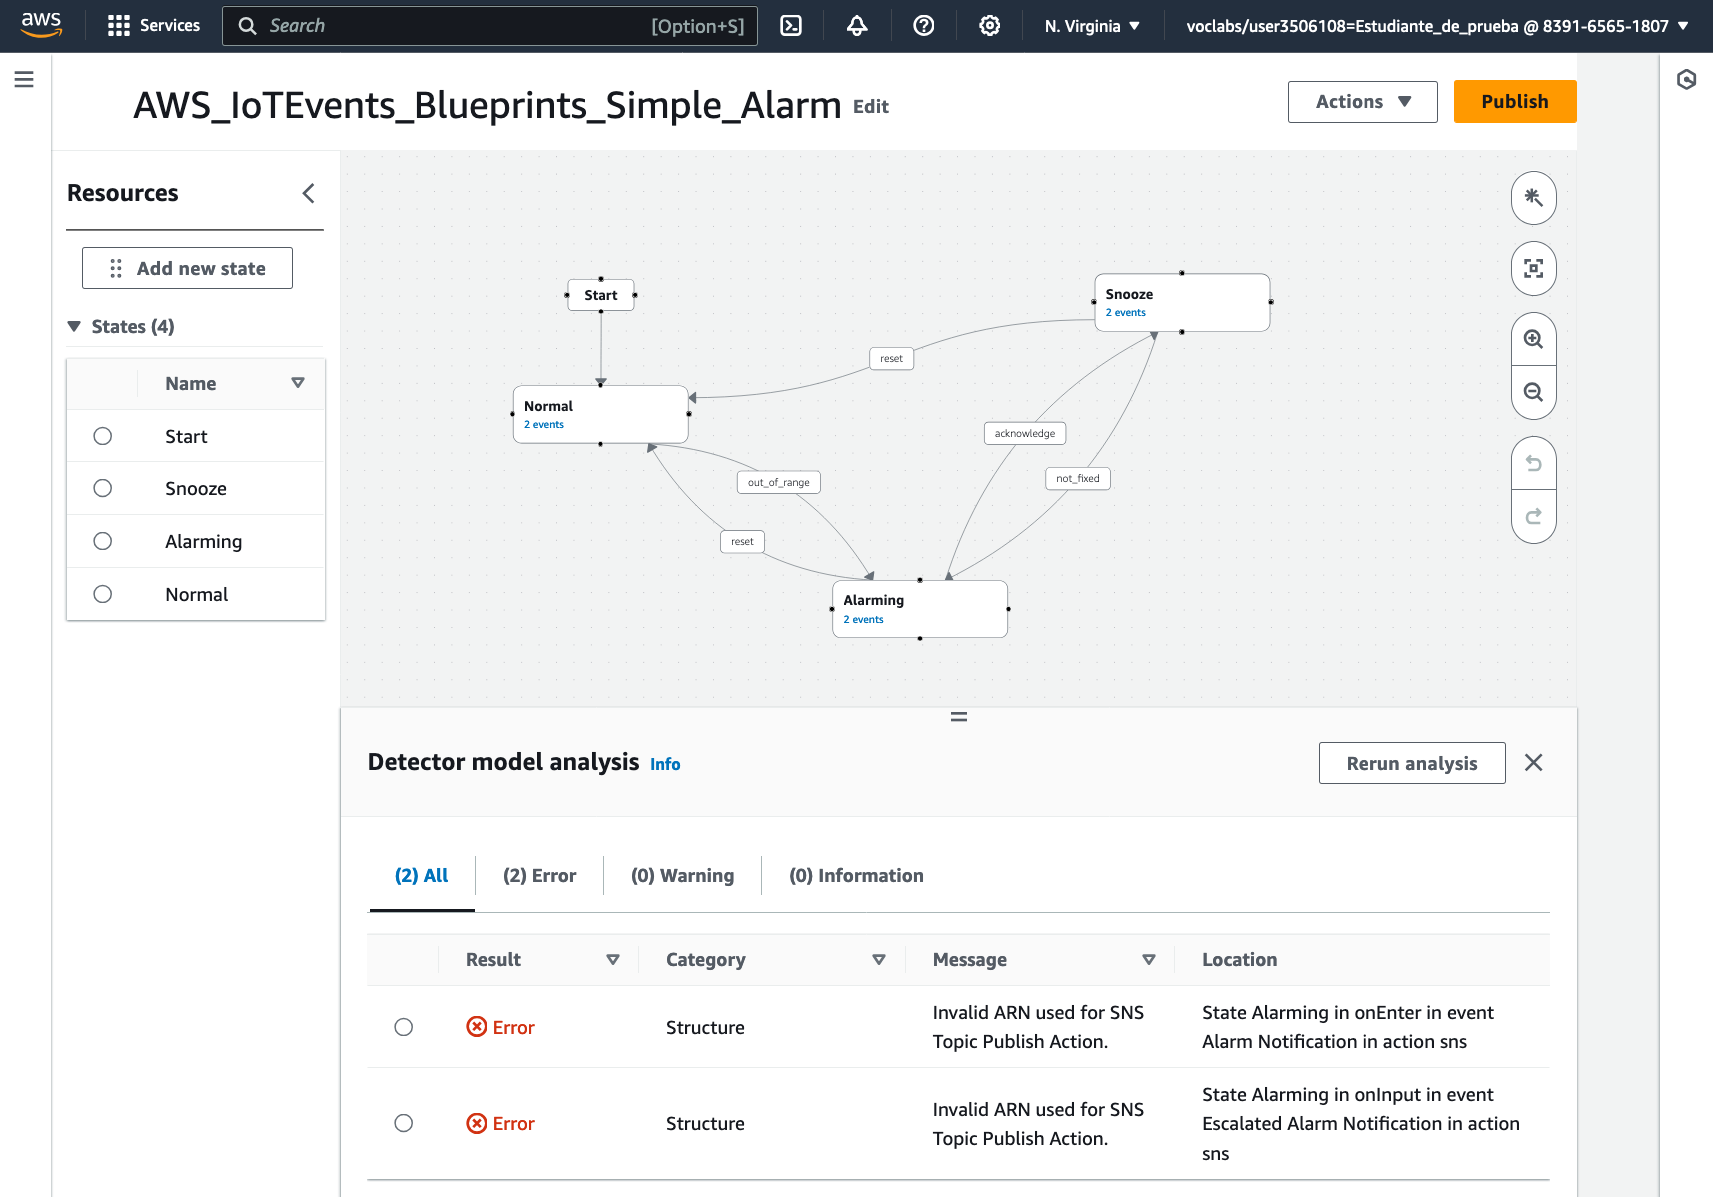 aws
Services
Search
[Option+S]
N. Virginia
voclabs/user3506108=Estudiante_de_prueba @ 8391-6565-1807
AWS_IoTEvents_Blueprints_Simple_Alarm
Edit
Actions
Publish
Resources
Add new state
States (4)
Name
Start
Snooze
Alarming
Normal
Start
Snooze
2 events
reset
Normal
2 events
acknowledge
not_fixed
out_of_range
reset
Alarming
2 events
Detector model analysis
Info
Rerun analysis
(2) All
(2) Error
(0) Warning
(0) Information
Result
Category
Message
Location
Error
Structure
Invalid ARN used for SNS
Topic Publish Action.
State Alarming in onEnter in event
Alarm Notification in action sns
Error
Structure
Invalid ARN used for SNS
Topic Publish Action.
State Alarming in onInput in event
Escalated Alarm Notification in action
sns